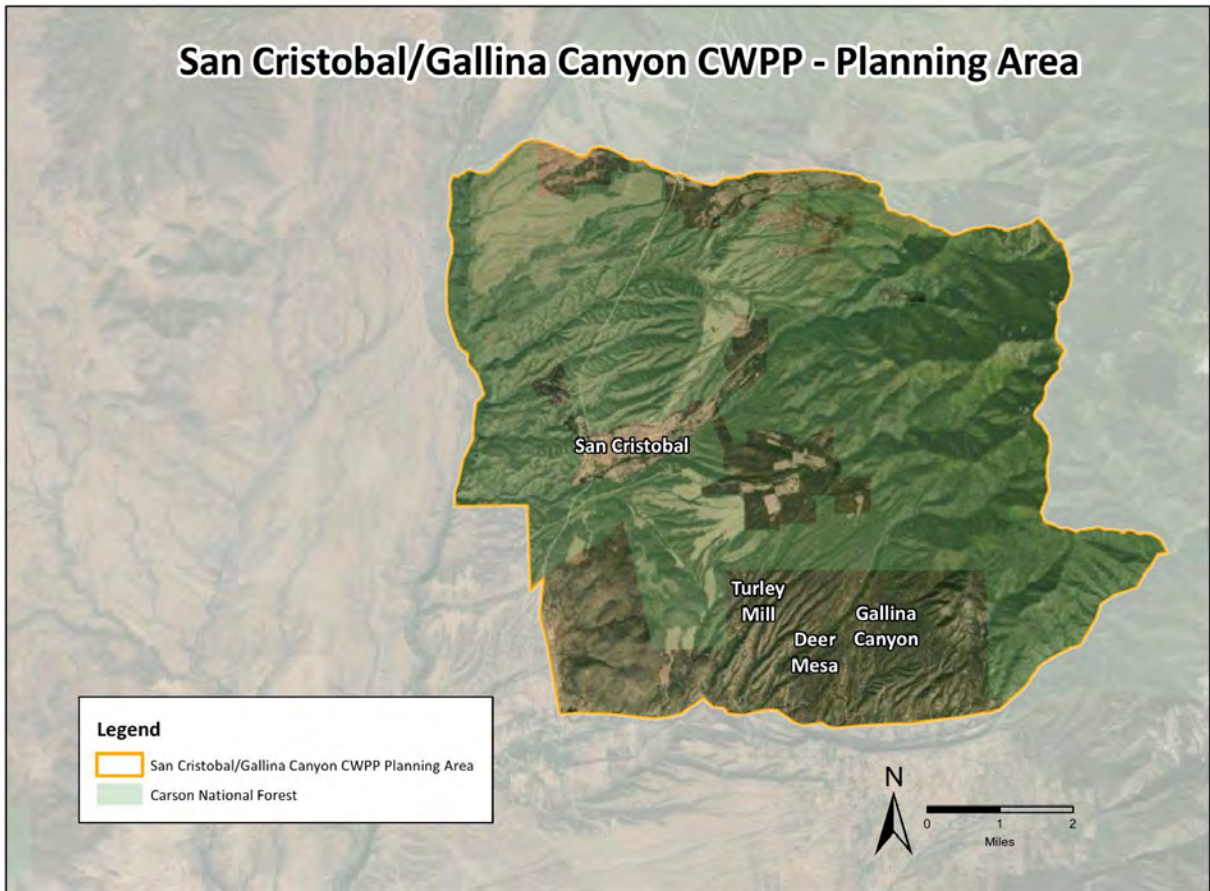 San Cristobal/Gallina Canyon CWPP - Planning Area
San Cristobal
Turley
Mill
Gallina
Canyon
Deer
Mesa
Legend
San Cristobal/Gallina Canyon CWPP Planning Area
Carson National Forest
N
0 1 2
Miles